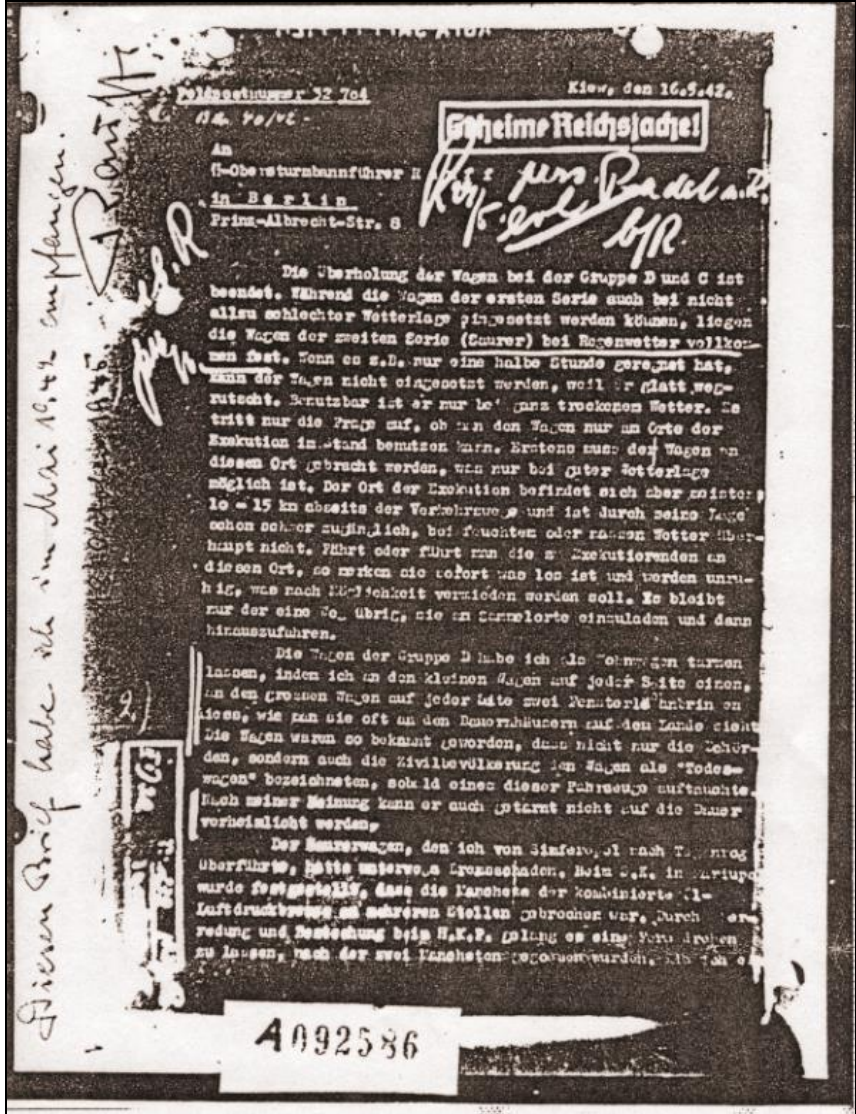 Feldpostnummer 32 704
Kiew, den 16.5.42.
Geheime Reichssache!
An
Obersturmbannführer
in Berlin
Prinz-Albrecht-Str. 8
pers.
R
b/R.
Die Überholung der Wagen bei der Gruppe D und C ist
beendet. Während die Wagen der ersten Serie auch bei nicht
allzu schlechter Wetterlage eingesetzt werden können, liegen
die Wagen der zweiten Serie (Saurer) bei Regenwetter vollkom-
men fest. Wenn es z.B. nur eine halbe Stunde geregnet hat,
kann der Wagen nicht eingesetzt werden, weil er glatt weg-
rutscht. Benutzbar ist er nur bei ganz trockenem Wetter. Es
tritt nur die Frage auf, ob man den Wagen nur am Orte der
Exekution im Stand benutzen kann. Erstens muss der Wagen an
diesen Ort gebracht werden, was nur bei guter Wetterlage
möglich ist. Der Ort der Exekution befindet sich aber meistens
10 - 15 km abseits der Verkehrswege und ist durch seine Lage
schon schwer zugänglich, bei feuchtem oder nassem Wetter über-
haupt nicht. Fährt oder führt man die zu Exekutierenden an
diesen Ort, so merken sie sofort was los ist und werden unru-
hig, was nach Möglichkeit vermieden werden soll. Es bleibt
nur der eine Weg übrig, sie am Sammelorte einzuladen und dann
hinauszufahren.
Die Wagen der Gruppe D habe ich als Wohnwagen tarnen
lassen, indem ich an den kleinen Wagen auf jeder Seite einen,
an den grossen Wagen auf jeder Seite zwei Fensterläden anbringen
liess, wie man sie oft an den Bauernhäusern auf dem Lande sieht
Die Wagen waren so bekannt geworden, dass nicht nur die Behör-
den, sondern auch die Zivilbevölkerung den Wagen als "Todes-
wagen" bezeichneten, sobald eines dieser Fahrzeuge auftauchte.
Nach meiner Meinung kann er auch getarnt nicht auf die Dauer
verheimlicht werden.
Der Saurerwagen, den ich von Simferopol nach Taganrog
überführte, hatte unterwegs Bremsschaden. Beim S.K. in Mariupol
wurde festgestellt, dass die Manchete der kombinierten Öl-
Luftdruckbremse an mehreren Stellen gebrochen war. Durch Über-
redung und Bestechung beim H.K.P. gelang es eine Form drehen
zu lassen, nach der zwei Mancheten gegossen wurden.
Diesen Brief habe ich im Mai 1942 empfangen.
Rauff
1945
2.)
A092586